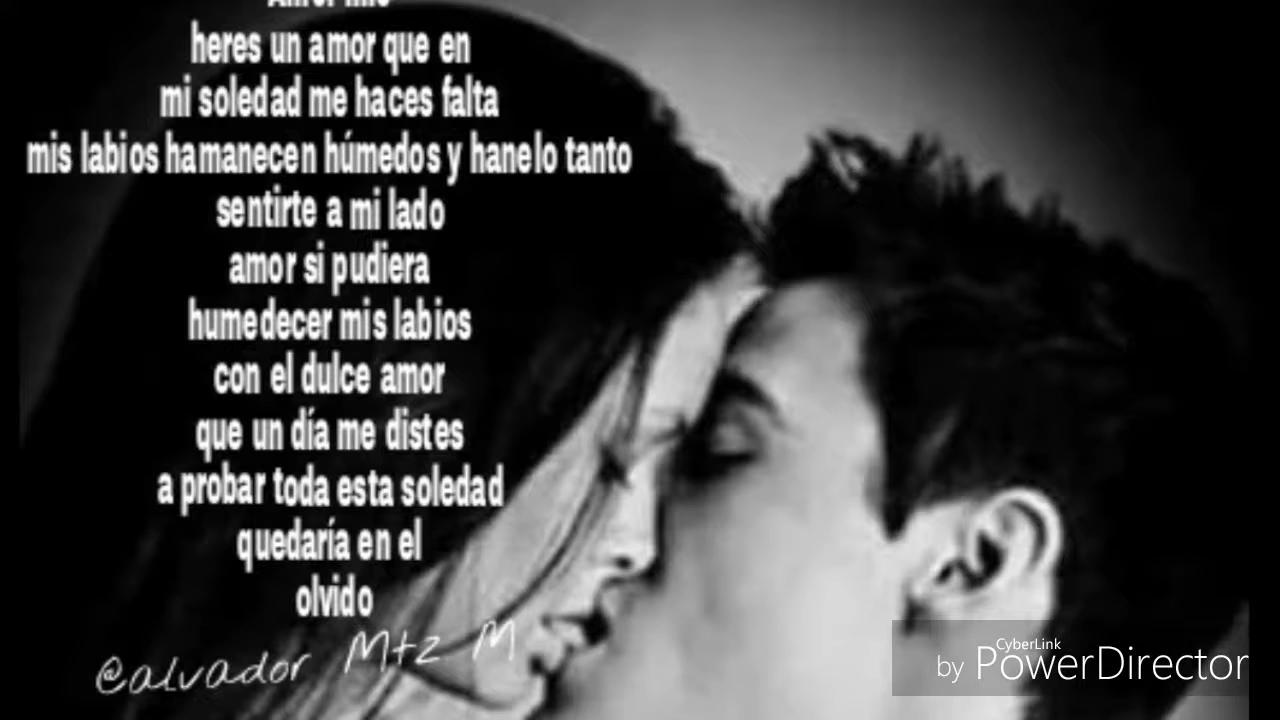 Amor mio
heres un amor que en
mi soledad me haces falta
mis labios hamanecen húmedos y hanelo tanto
sentirte a mi lado
amor si pudiera
humedecer mis labios
con el dulce amor
que un día me distes
a probar toda esta soledad
quedaría en el
olvido
@alvador Mtz M
CyberLink
by PowerDirector